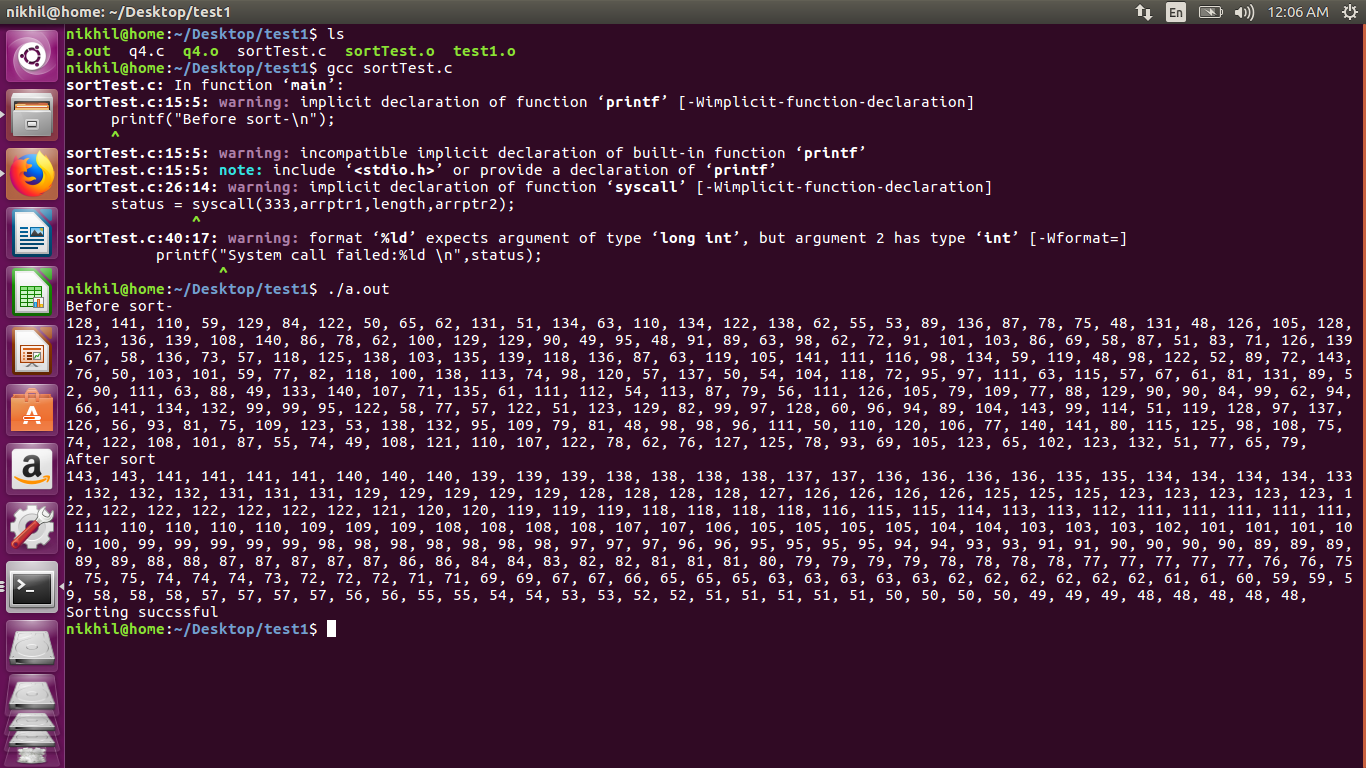 nikhil@home: ~/Desktop/test1
En
12:06 AM
nikhil@home:~/Desktop/test1$ ls
a.out  q4.c  q4.o  sortTest.c  sortTest.o  test1.o
nikhil@home:~/Desktop/test1$ gcc sortTest.c
sortTest.c: In function ‘main’:
sortTest.c:15:5: warning: implicit declaration of function ‘printf’ [-Wimplicit-function-declaration]
     printf("Before sort-\n");
     ^
sortTest.c:15:5: warning: incompatible implicit declaration of built-in function ‘printf’
sortTest.c:15:5: note: include ‘<stdio.h>’ or provide a declaration of ‘printf’
sortTest.c:26:14: warning: implicit declaration of function ‘syscall’ [-Wimplicit-function-declaration]
     status = syscall(333,arrptr1,length,arrptr2);
              ^
sortTest.c:40:17: warning: format ‘%ld’ expects argument of type ‘long int’, but argument 2 has type ‘int’ [-Wformat=]
          printf("System call failed:%ld \n",status);
                 ^
nikhil@home:~/Desktop/test1$ ./a.out
Before sort-
128, 141, 110, 59, 129, 84, 122, 50, 65, 62, 131, 51, 134, 63, 110, 134, 122, 138, 62, 55, 53, 89, 136, 87, 78, 75, 48, 131, 48, 126, 105, 128,
 123, 136, 139, 108, 140, 86, 78, 62, 100, 129, 129, 90, 49, 95, 48, 91, 89, 63, 98, 62, 72, 91, 101, 103, 86, 69, 58, 87, 51, 83, 71, 126, 139
, 67, 58, 136, 73, 57, 118, 125, 138, 103, 135, 139, 118, 136, 87, 63, 119, 105, 141, 111, 116, 98, 134, 59, 119, 48, 98, 122, 52, 89, 72, 143,
 76, 50, 103, 101, 59, 77, 82, 118, 100, 138, 113, 74, 98, 120, 57, 137, 50, 54, 104, 118, 72, 95, 97, 111, 63, 115, 57, 67, 61, 81, 131, 89, 5
2, 90, 111, 63, 88, 49, 133, 140, 107, 71, 135, 61, 111, 112, 54, 113, 87, 79, 56, 111, 126, 105, 79, 109, 77, 88, 129, 90, 90, 84, 99, 62, 94,
 66, 141, 134, 132, 99, 99, 95, 122, 58, 77, 57, 122, 51, 123, 129, 82, 99, 97, 128, 60, 96, 94, 89, 104, 143, 99, 114, 51, 119, 128, 97, 137,
126, 56, 93, 81, 75, 109, 123, 53, 138, 132, 95, 109, 79, 81, 48, 98, 98, 96, 111, 50, 110, 120, 106, 77, 140, 141, 80, 115, 125, 98, 108, 75,
74, 122, 108, 101, 87, 55, 74, 49, 108, 121, 110, 107, 122, 78, 62, 76, 127, 125, 78, 93, 69, 105, 123, 65, 102, 123, 132, 51, 77, 65, 79,
After sort
143, 143, 141, 141, 141, 141, 140, 140, 140, 139, 139, 139, 138, 138, 138, 138, 137, 137, 136, 136, 136, 136, 135, 135, 134, 134, 134, 134, 133
, 132, 132, 132, 131, 131, 131, 129, 129, 129, 129, 129, 128, 128, 128, 128, 127, 126, 126, 126, 126, 125, 125, 125, 123, 123, 123, 123, 123, 1
22, 122, 122, 122, 122, 122, 122, 121, 120, 120, 119, 119, 119, 118, 118, 118, 118, 116, 115, 115, 114, 113, 113, 112, 111, 111, 111, 111, 111,
 111, 110, 110, 110, 110, 109, 109, 109, 108, 108, 108, 108, 107, 107, 106, 105, 105, 105, 105, 104, 104, 103, 103, 103, 102, 101, 101, 101, 10
0, 100, 99, 99, 99, 99, 99, 98, 98, 98, 98, 98, 98, 98, 97, 97, 97, 96, 96, 95, 95, 95, 95, 94, 94, 93, 93, 91, 91, 90, 90, 90, 90, 89, 89, 89,
 89, 89, 88, 88, 87, 87, 87, 87, 87, 86, 86, 84, 84, 83, 82, 82, 81, 81, 81, 80, 79, 79, 79, 79, 78, 78, 78, 78, 77, 77, 77, 77, 77, 76, 76, 75
, 75, 75, 74, 74, 74, 73, 72, 72, 72, 71, 71, 69, 69, 67, 67, 66, 65, 65, 65, 63, 63, 63, 63, 63, 62, 62, 62, 62, 62, 62, 61, 61, 60, 59, 59, 5
9, 58, 58, 58, 57, 57, 57, 57, 56, 56, 55, 55, 54, 54, 53, 53, 52, 52, 51, 51, 51, 51, 51, 50, 50, 50, 50, 49, 49, 49, 48, 48, 48, 48, 48,
Sorting succssful
nikhil@home:~/Desktop/test1$